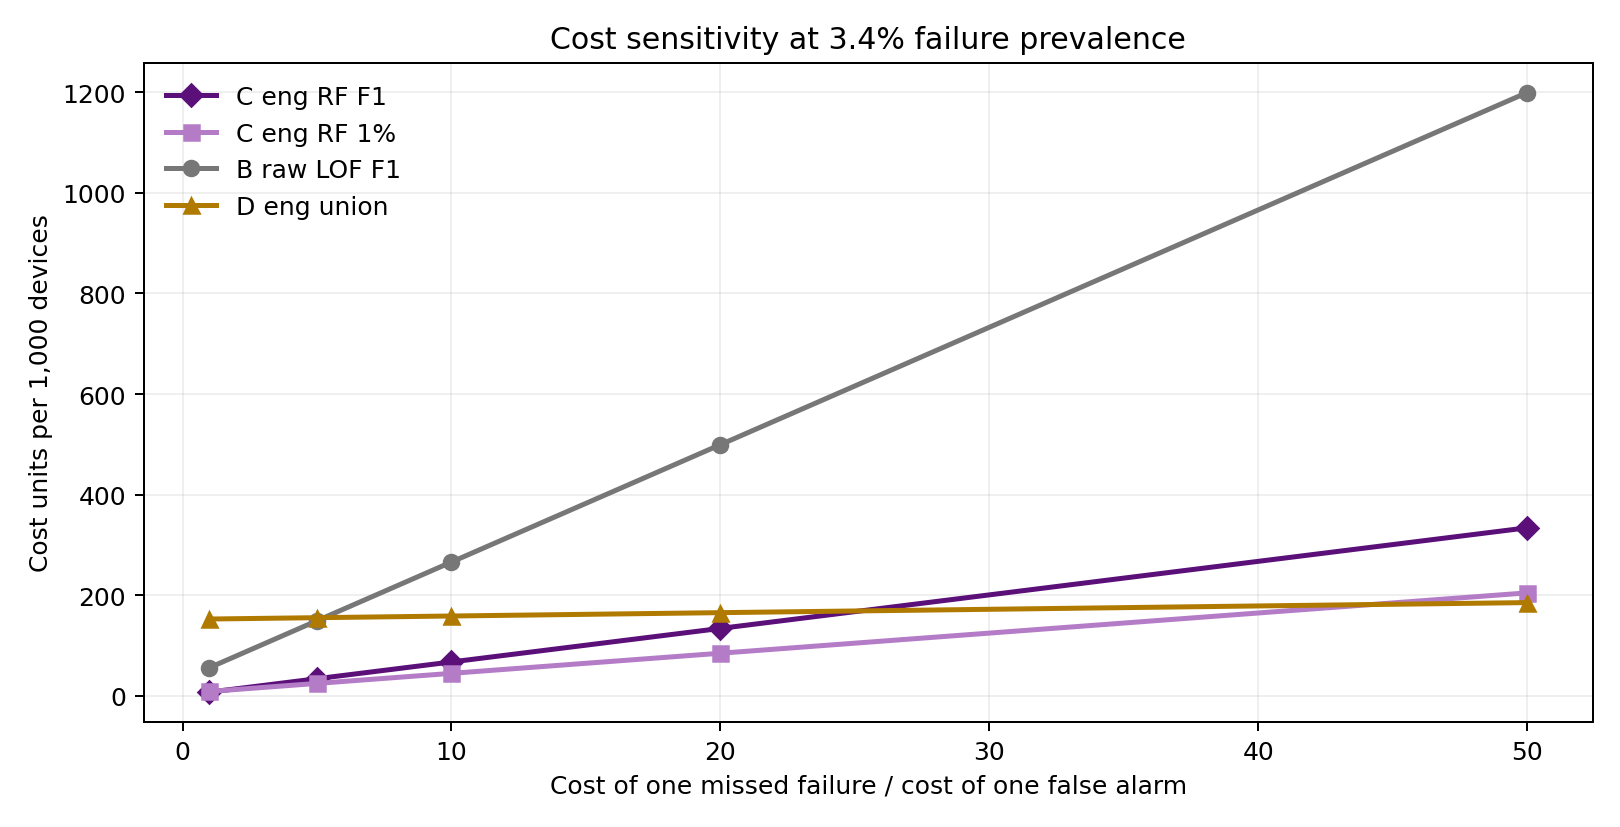 Cost sensitivity at 3.4% failure prevalence
C eng RF F1
C eng RF 1%
B raw LOF F1
D eng union
Cost units per 1,000 devices
1200
1000
800
600
400
200
0
0 10 20 30 40 50
Cost of one missed failure / cost of one false alarm